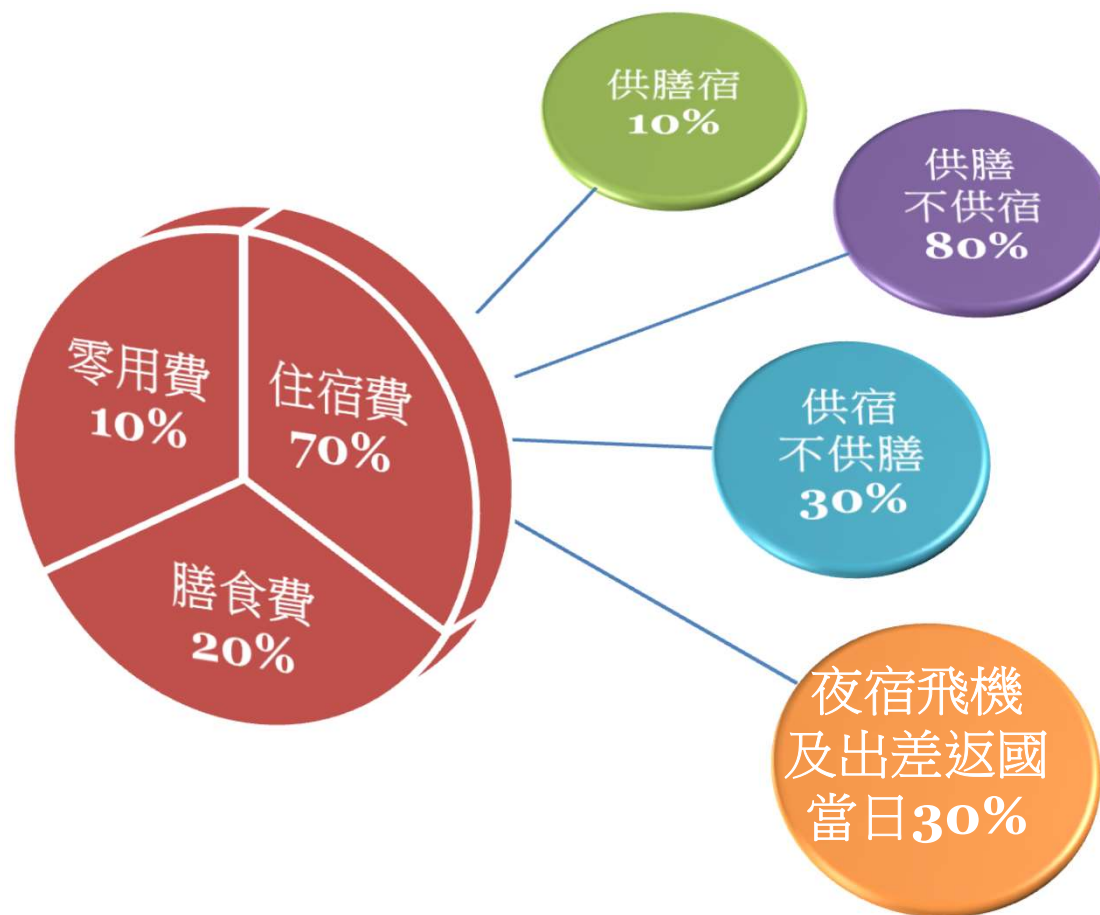 零用費
10%
住宿費
70%
膳食費
20%
供膳宿
10%
供膳
不供宿
80%
供宿
不供膳
30%
夜宿飛機
及出差返國
當日30%